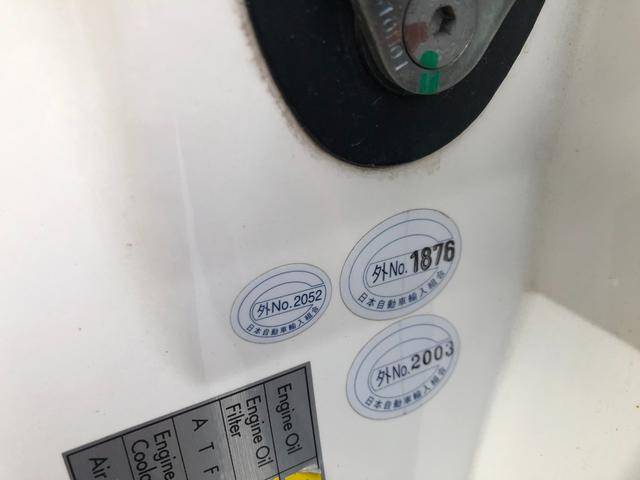 外No.1876
日本自動車輸入組合
外No.2052
日本自動車輸入組合
外No.2003
日本自動車輸入組合
Engine Oil
Engine Oil
Filter
A T F
Engine
Air